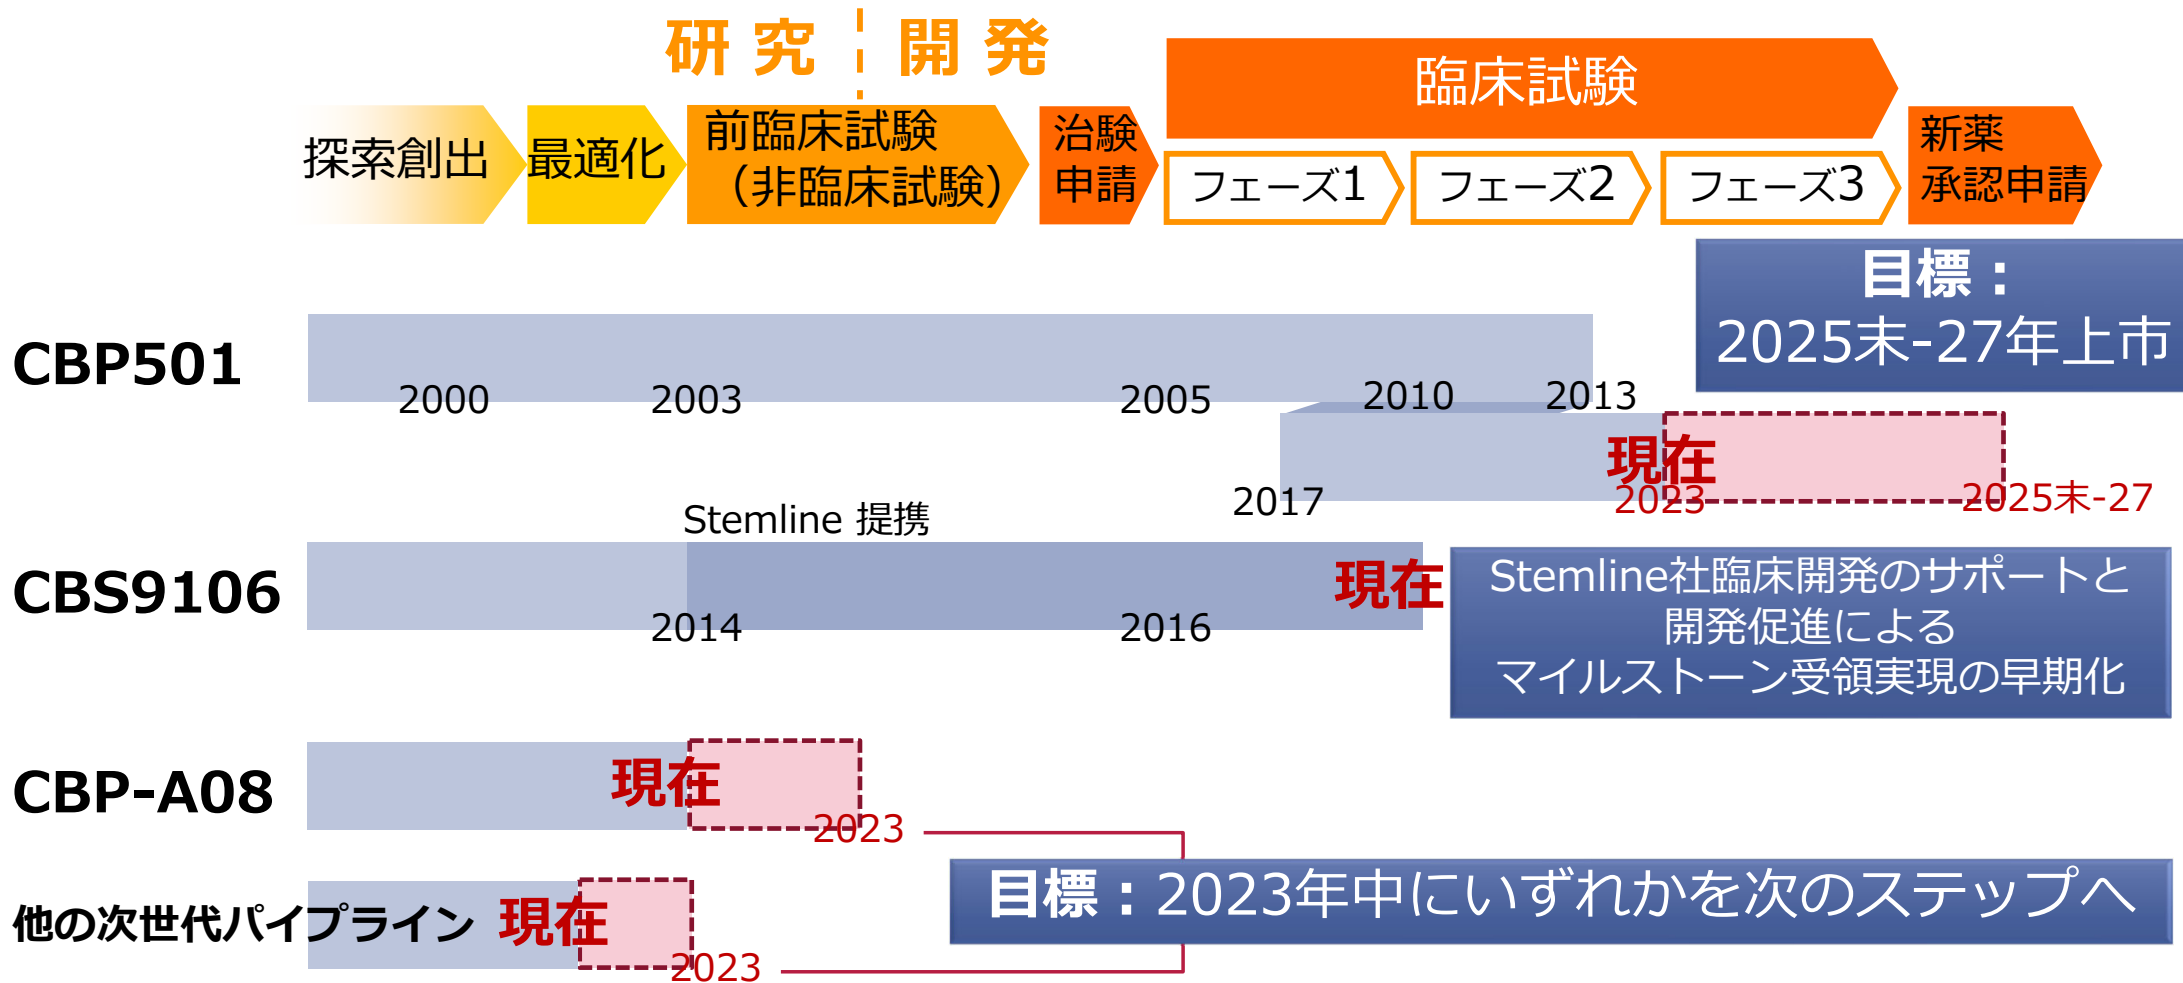 研究 開発
臨床試験
探索創出
最適化
前臨床試験
（非臨床試験）
治験
申請
フェーズ1
フェーズ2
フェーズ3
新薬
承認申請
目標：
2025末-27年上市
CBP501
2000
2003
2005
2010
2013
現在
2017
2023
2025末-27
Stemline 提携
CBS9106
2014
2016
現在
Stemline社臨床開発のサポートと
開発促進による
マイルストーン受領実現の早期化
CBP-A08
現在
2023
他の次世代パイプライン
現在
2023
目標：2023年中にいずれかを次のステップへ